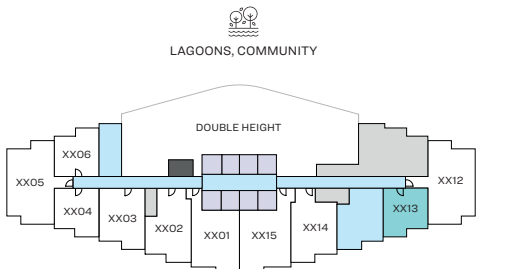 LAGOONS, COMMUNITY
DOUBLE HEIGHT
XX06
XX05
XX12
XX04
XX13
XX03
XX02
XX14
XX01
XX15